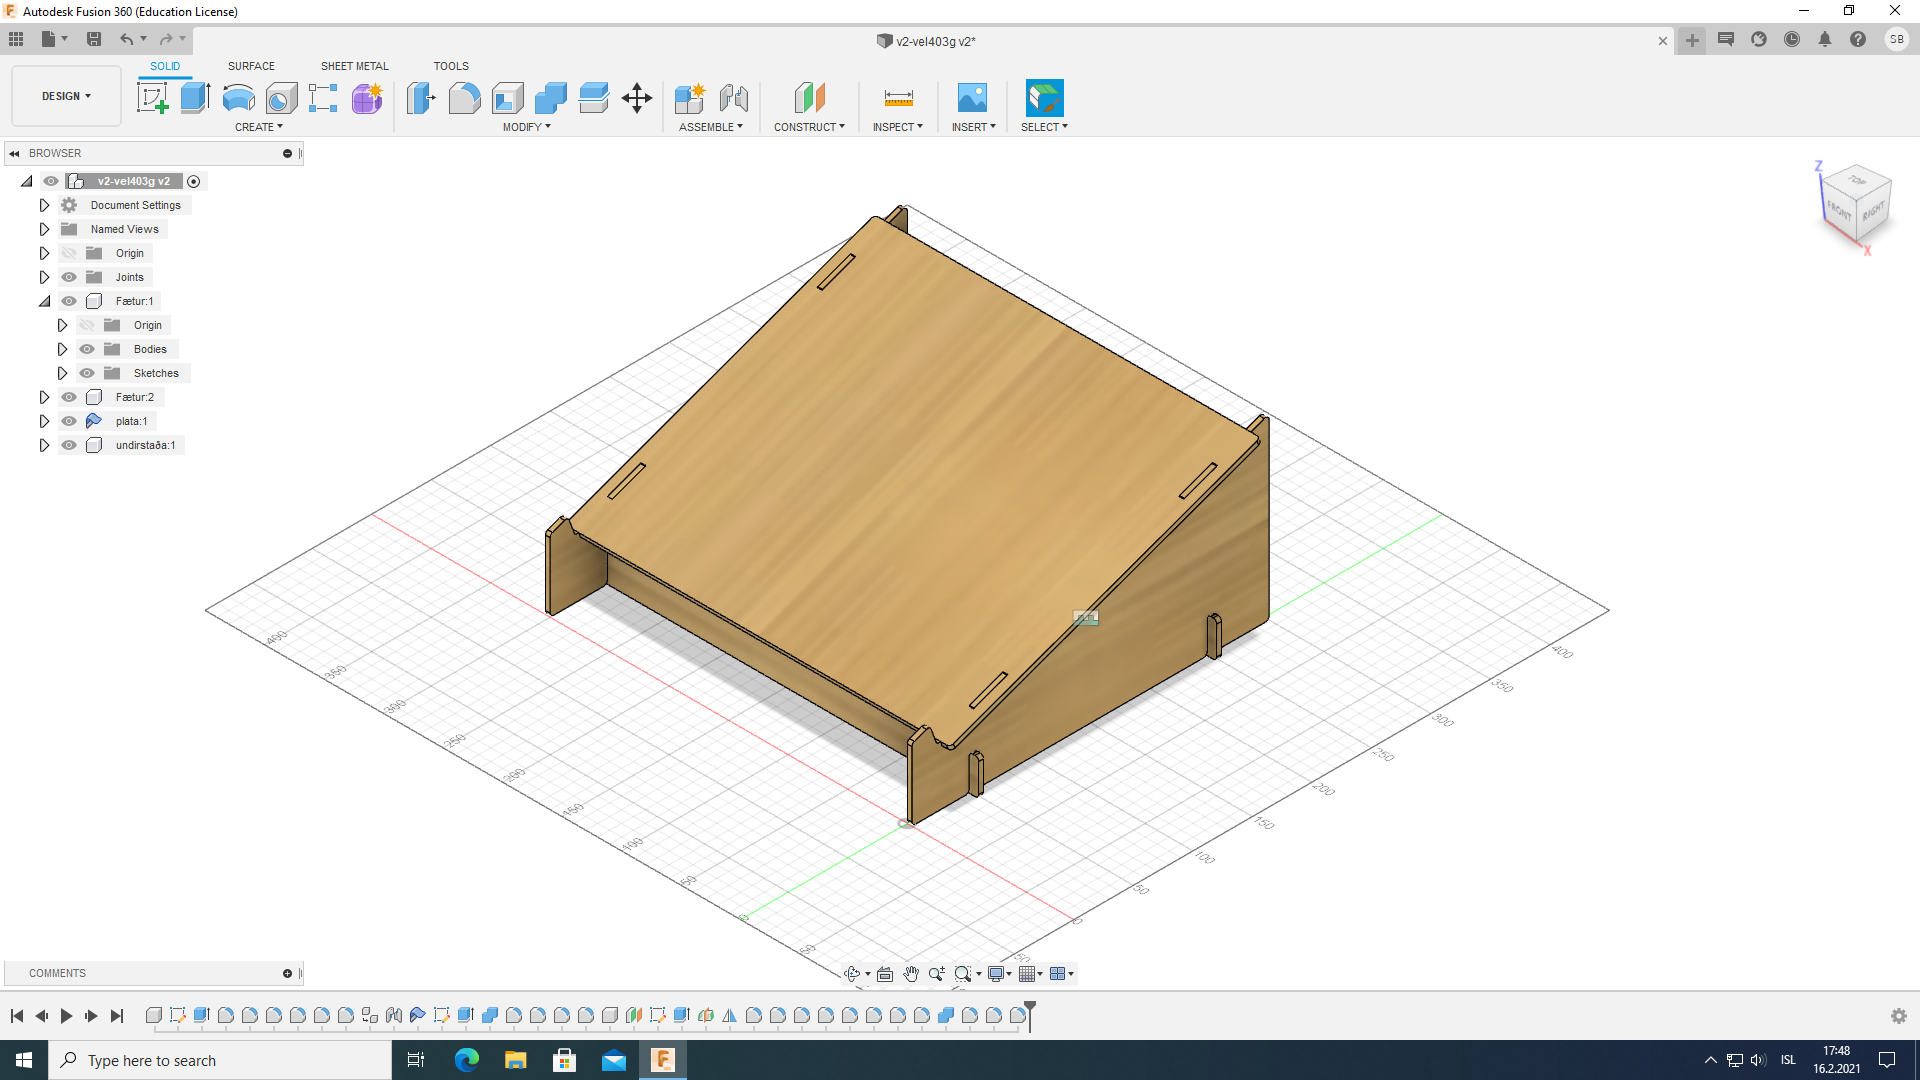 Autodesk Fusion 360 (Education License)
v2-vel403g v2*
SB
DESIGN
SOLID
SURFACE
SHEET METAL
TOOLS
CREATE
MODIFY
ASSEMBLE
CONSTRUCT
INSPECT
INSERT
SELECT
BROWSER
v2-vel403g v2
Document Settings
Named Views
Origin
Joints
Fætur:1
Origin
Bodies
Sketches
Fætur:2
plata:1
undirstaða:1
Z
TOP
FRONT
RIGHT
X
400
350
300
250
200
150
100
50
0
50
400
350
300
250
200
150
100
50
0
50
COMMENTS
Type here to search
ISL
17:48
16.2.2021